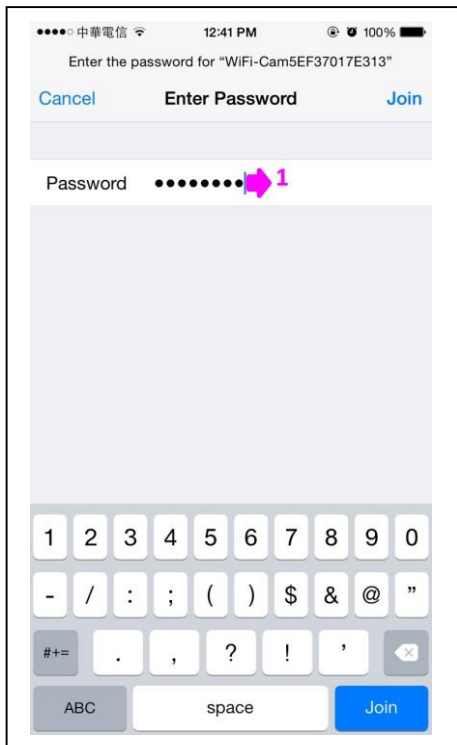 中華電信 12:41 PM 100%
Enter the password for “WiFi-Cam5EF37017E313”
Cancel Enter Password Join
Password ●●●●●●●● 1
1 2 3 4 5 6 7 8 9 0
- / : ; ( ) $ & @ ”
#+= . , ? ! ’
ABC space Join